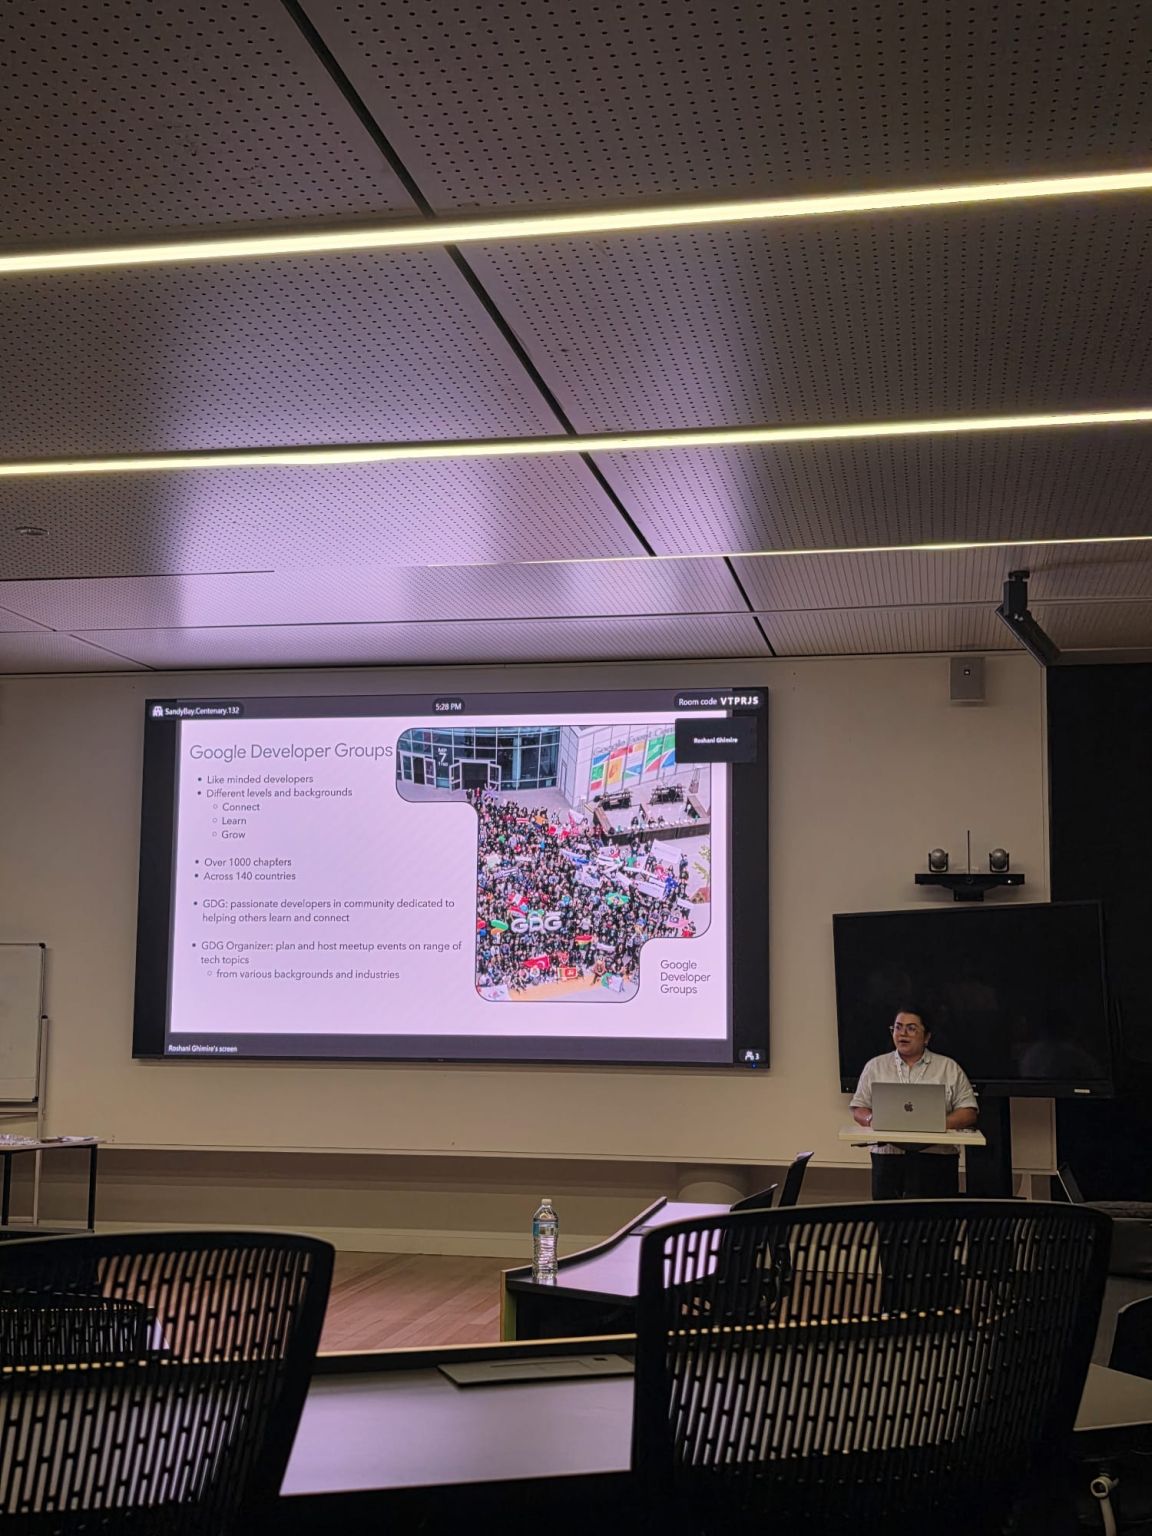 SandyBay.Centenary.132
5:28 PM
Room code VTPRJS
Roshani Ghimire
Google Developer Groups
• Like minded developers
• Different levels and backgrounds
○ Connect
○ Learn
○ Grow
• Over 1000 chapters
• Across 140 countries
• GDG: passionate developers in community dedicated to
helping others learn and connect
• GDG Organizer: plan and host meetup events on range of
tech topics
○ from various backgrounds and industries
GDG
Google
Developer
Groups
Roshani Ghimire's screen
3